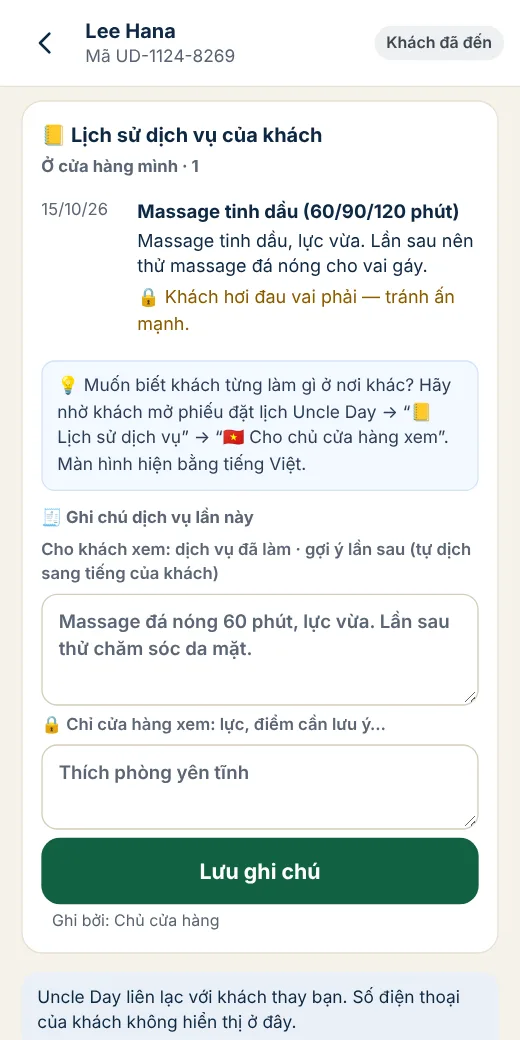 Lee Hana
Mã UD-1124-8269
Khách đã đến
📒 Lịch sử dịch vụ của khách
Ở cửa hàng mình · 1
15/10/26
Massage tinh dầu (60/90/120 phút)
Massage tinh dầu, lực vừa. Lần sau nên
thử massage đá nóng cho vai gáy.
🔒 Khách hơi đau vai phải — tránh ấn
mạnh.
💡 Muốn biết khách từng làm gì ở nơi khác? Hãy
nhờ khách mở phiếu đặt lịch Uncle Day → “📒
Lịch sử dịch vụ” → “🇻🇳 Cho chủ cửa hàng xem”.
Màn hình hiện bằng tiếng Việt.
🧾 Ghi chú dịch vụ lần này
Cho khách xem: dịch vụ đã làm · gợi ý lần sau (tự dịch
sang tiếng của khách)
Massage đá nóng 60 phút, lực vừa. Lần sau
thử chăm sóc da mặt.
🔒 Chỉ cửa hàng xem: lực, điểm cần lưu ý...
Thích phòng yên tĩnh
Lưu ghi chú
Ghi bởi: Chủ cửa hàng
Uncle Day liên lạc với khách thay bạn. Số điện thoại
của khách không hiển thị ở đây.